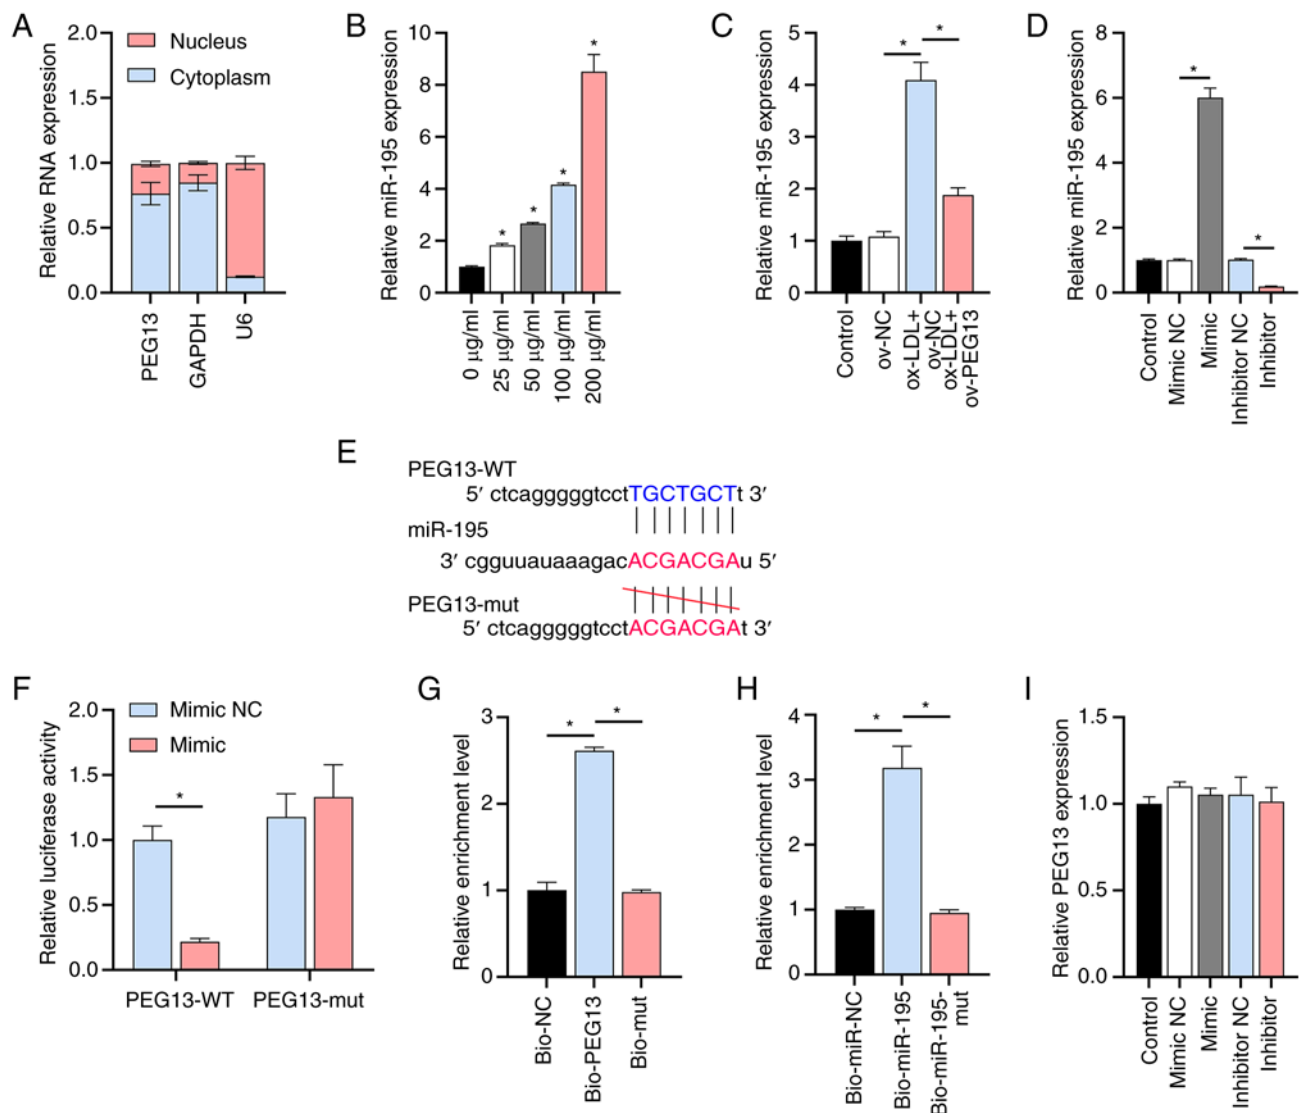 A
Relative RNA expression
2.0
1.5
1.0
0.5
0.0
Nucleus
Cytoplasm
PEG13
GAPDH
U6
B
Relative miR-195 expression
10
8
6
4
2
0
*
*
*
*
0 µg/ml
25 µg/ml
50 µg/ml
100 µg/ml
200 µg/ml
C
Relative miR-195 expression
5
4
3
2
1
0
*
*
Control
ov-NC
ox-LDL+
ov-NC
ox-LDL+
ov-PEG13
D
Relative miR-195 expression
8
6
4
2
0
*
*
Control
Mimic NC
Mimic
Inhibitor NC
Inhibitor
E
PEG13-WT
5′ ctcagggggtcctTGCTGCTt 3′
miR-195
3′ cgguuauaaagacACGACGAu 5′
PEG13-mut
5′ ctcagggggtcctACGACGAt 3′
F
Relative luciferase activity
2.0
1.5
1.0
0.5
0.0
Mimic NC
Mimic
*
PEG13-WT
PEG13-mut
G
Relative enrichment level
3
2
1
0
*
*
Bio-NC
Bio-PEG13
Bio-mut
H
Relative enrichment level
4
3
2
1
0
*
*
Bio-miR-NC
Bio-miR-195
Bio-miR-195-
mut
I
Relative PEG13 expression
1.5
1.0
0.5
0.0
Control
Mimic NC
Mimic
Inhibitor NC
Inhibitor